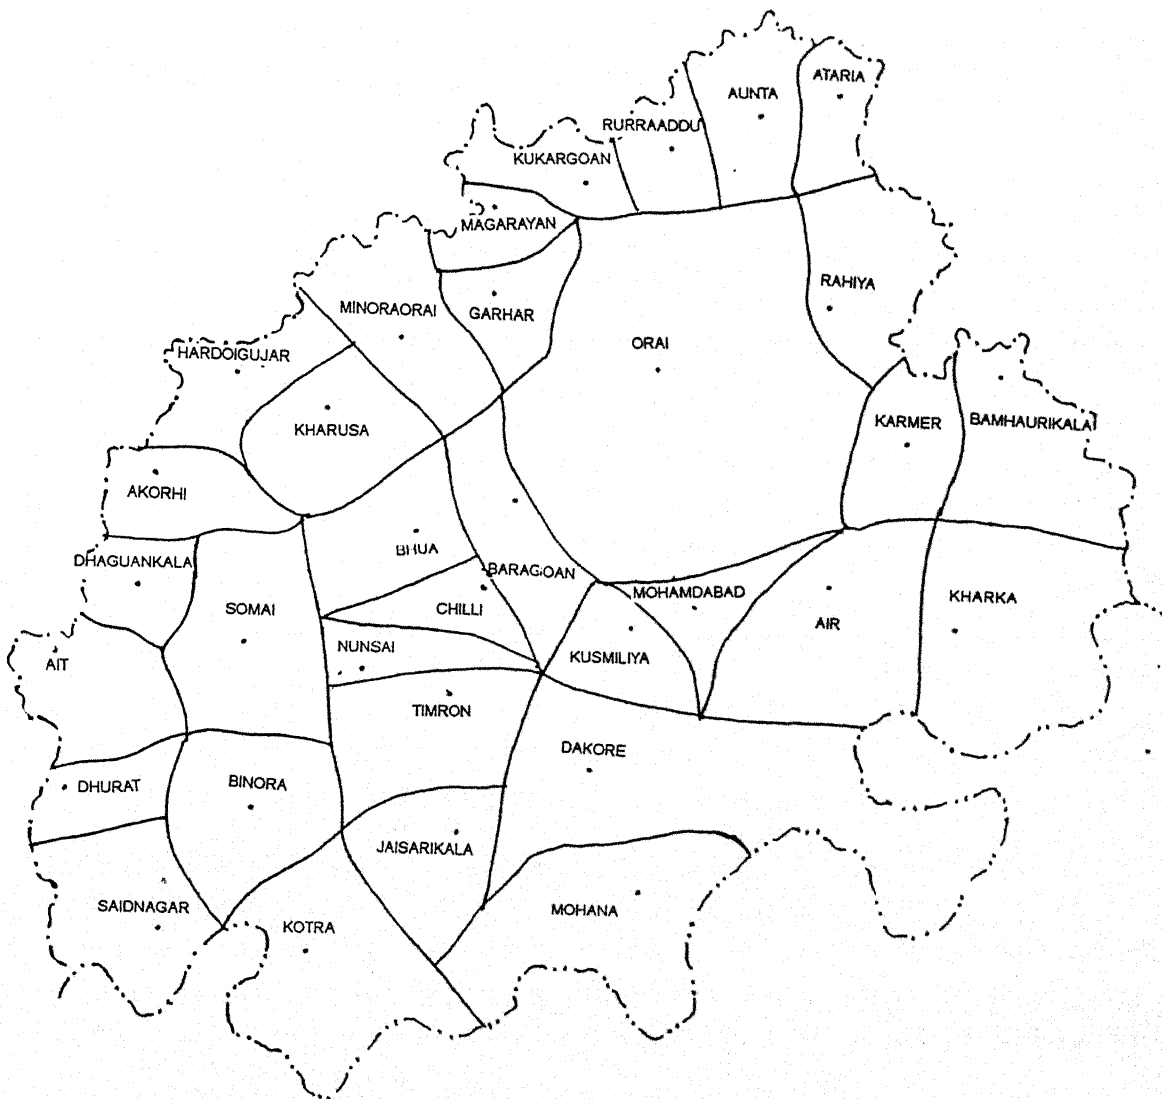 ATARIA
AUNTA
RURRAADDU
KUKARGOAN
MAGARAYAN
RAHIYA
MINORAORAI
GARHAR
ORAI
HARDOIGUJAR
KHARUSA
KARMER
BAMHAURIKALA
AKORHI
BHUA
DHAGUANKALA
BARAGOAN
MOHAMDABAD
KHARKA
SOMAI
CHILLI
AIR
NUNSAI
KUSMILIYA
AIT
TIMRON
DAKORE
DHURAT
BINORA
JAISARIKALA
SAIDNAGAR
MOHANA
KOTRA